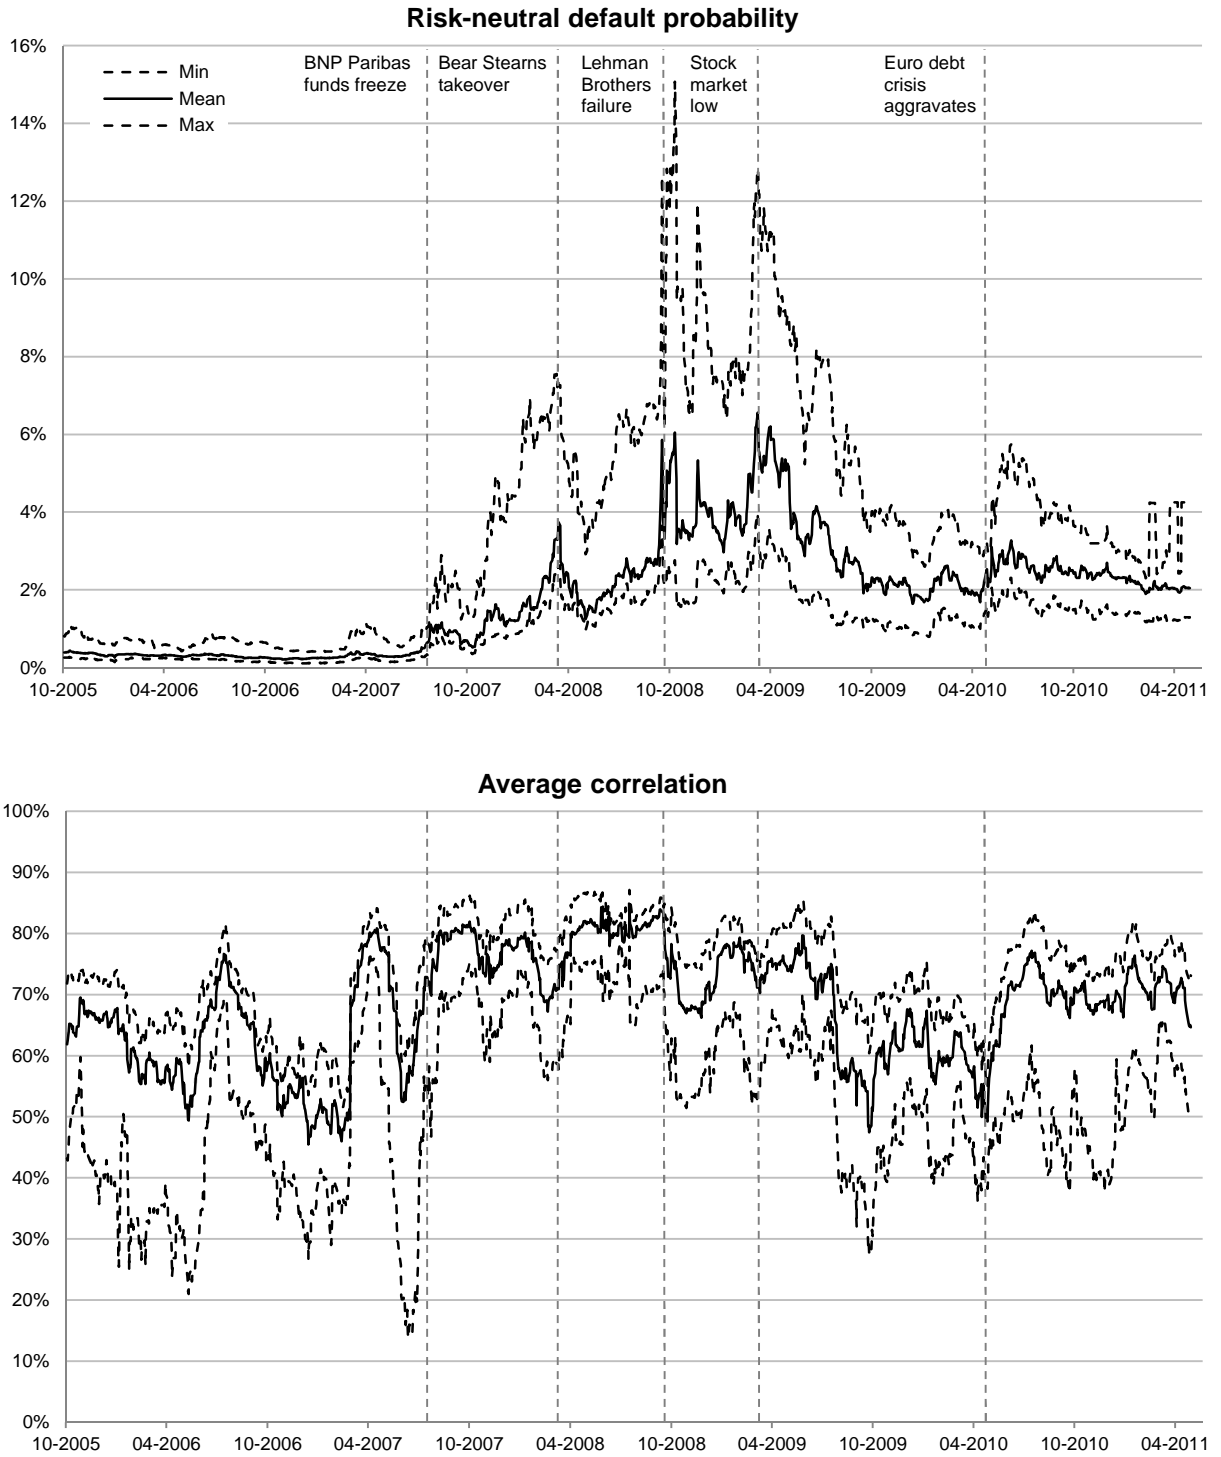 Risk-neutral default probability
16%
14%
12%
10%
8%
6%
4%
2%
0%
Min
Mean
Max
BNP Paribas
funds freeze
Bear Stearns
takeover
Lehman
Brothers
failure
Stock
market
low
Euro debt
crisis
aggravates
10-2005 04-2006 10-2006 04-2007 10-2007 04-2008 10-2008 04-2009 10-2009 04-2010 10-2010 04-2011
Average correlation
100%
90%
80%
70%
60%
50%
40%
30%
20%
10%
0%
10-2005 04-2006 10-2006 04-2007 10-2007 04-2008 10-2008 04-2009 10-2009 04-2010 10-2010 04-2011